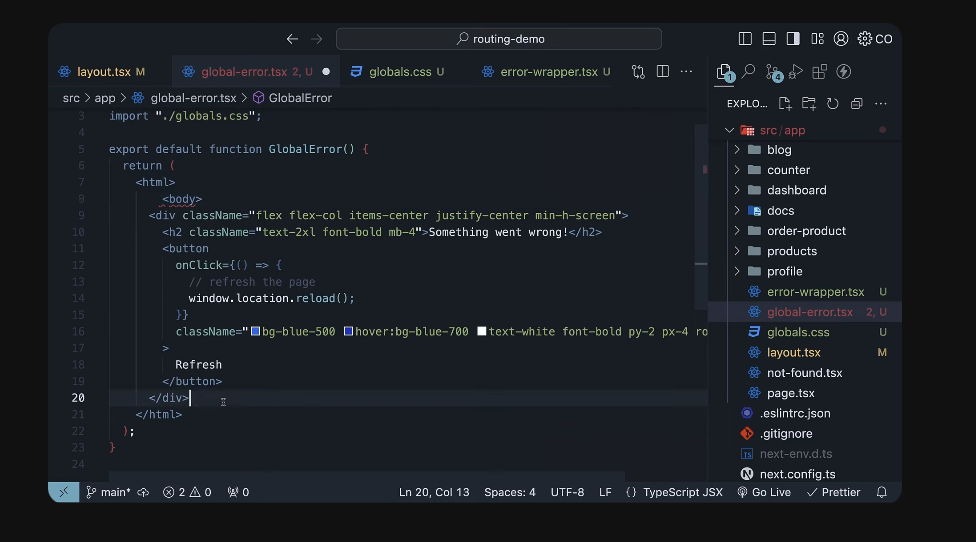 routing-demo
CO
layout.tsx M
global-error.tsx 2, U
globals.css U
error-wrapper.tsx U
src > app > global-error.tsx > GlobalError
3 import "./globals.css";
4
5 export default function GlobalError() {
6 return (
7 <html>
8 <body>
9 <div className="flex flex-col items-center justify-center min-h-screen">
10 <h2 className="text-2xl font-bold mb-4">Something went wrong!</h2>
11 <button
12 onClick={() => {
13 // refresh the page
14 window.location.reload();
15 }}
16 className="bg-blue-500 hover:bg-blue-700 text-white font-bold py-2 px-4 ro
17 >
18 Refresh
19 </button>
20 </div>
21 </html>
22 );
23 }
24
1
4
EXPLO...
src / app
blog
counter
dashboard
docs
order-product
products
profile
error-wrapper.tsx U
global-error.tsx 2, U
globals.css U
layout.tsx M
not-found.tsx
page.tsx
.eslintrc.json
.gitignore
next-env.d.ts
next.config.ts
main* 2 0 0 Ln 20, Col 13 Spaces: 4 UTF-8 LF {} TypeScript JSX Go Live Prettier